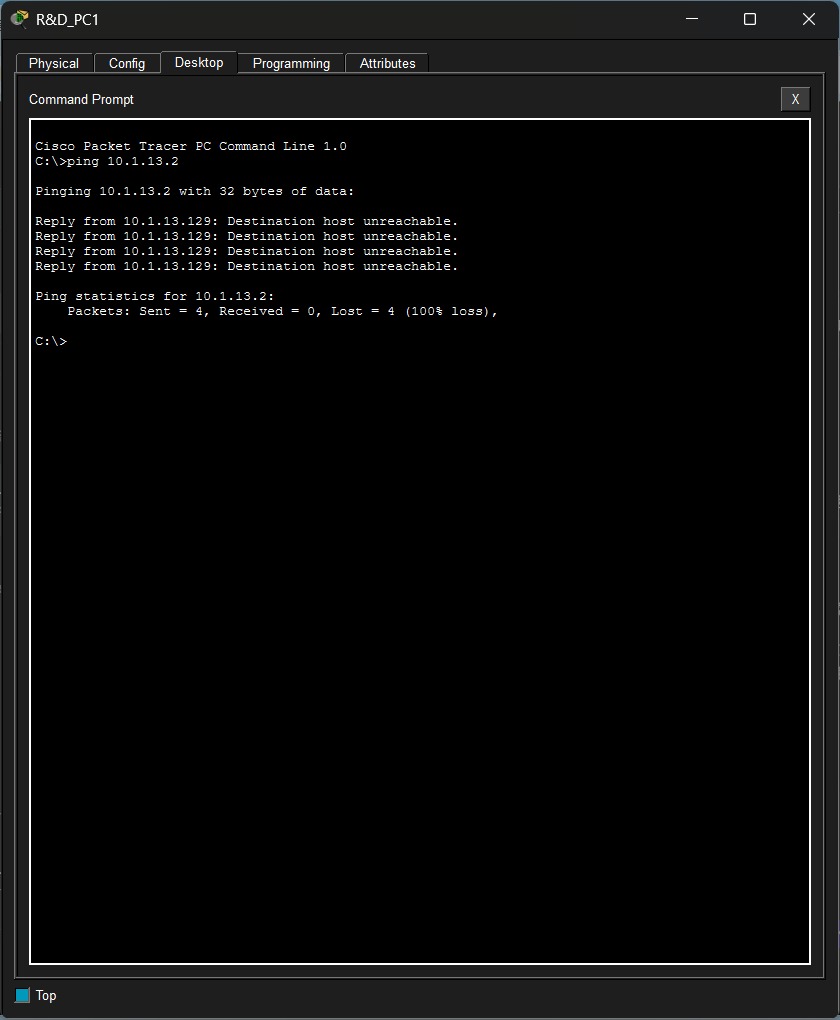 R&D_PC1
Physical Config Desktop Programming Attributes
Command Prompt
X
Cisco Packet Tracer PC Command Line 1.0
C:\>ping 10.1.13.2
Pinging 10.1.13.2 with 32 bytes of data:
Reply from 10.1.13.129: Destination host unreachable.
Reply from 10.1.13.129: Destination host unreachable.
Reply from 10.1.13.129: Destination host unreachable.
Reply from 10.1.13.129: Destination host unreachable.
Ping statistics for 10.1.13.2:
    Packets: Sent = 4, Received = 0, Lost = 4 (100% loss),
C:\>
Top